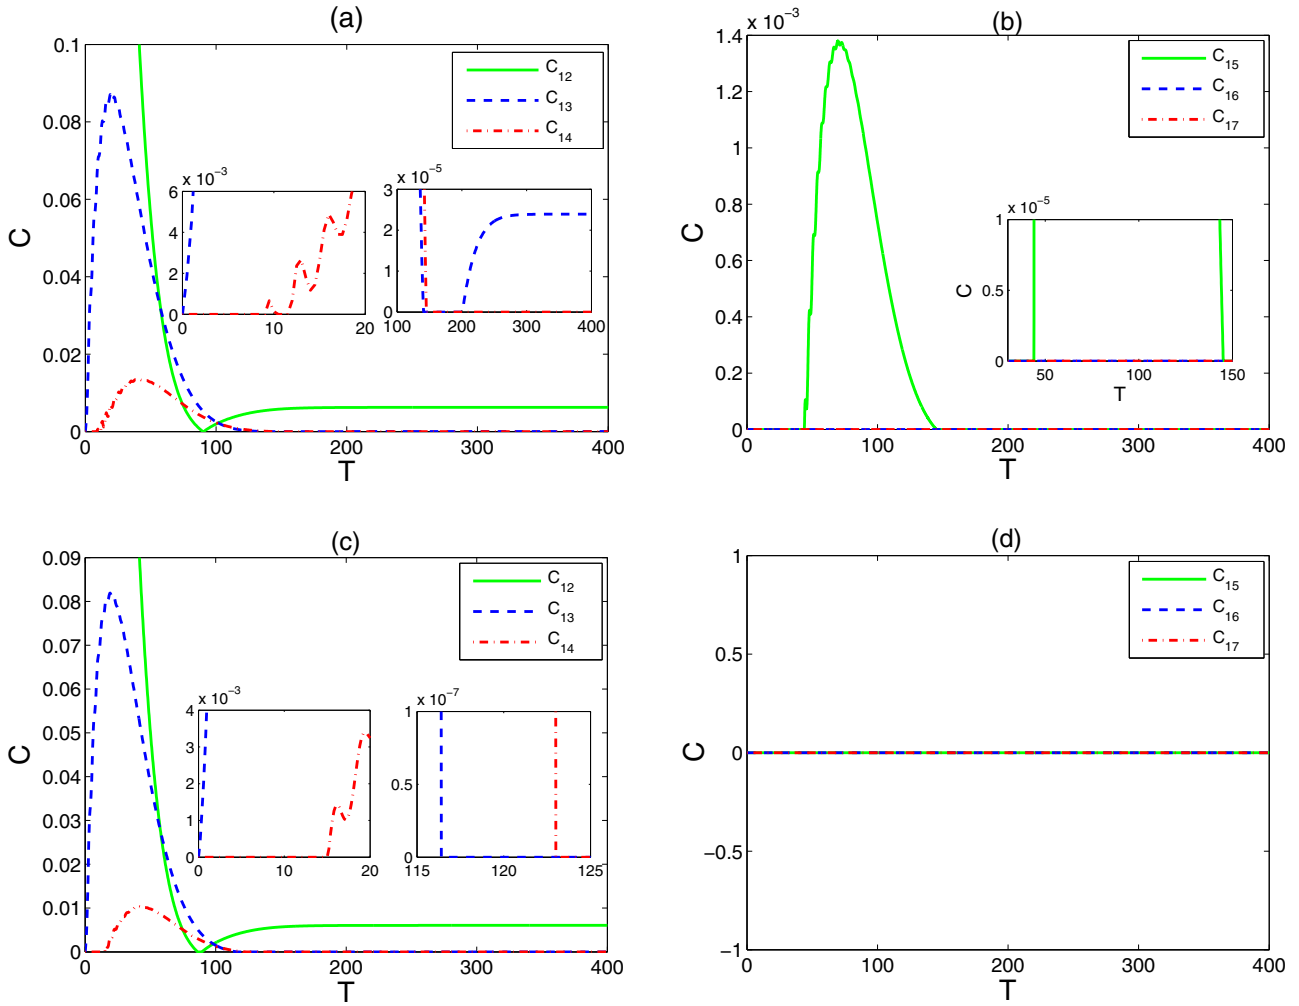 (a)
0.1
0.08
0.06
0.04
0.02
0
0 100 200 300 400
C
T
C12
C13
C14
x 10−3
6
4
2
0
0 10 20
x 10−5
3
2
1
0
100 200 300 400
(b)
x 10−3
1.4
1.2
1
0.8
0.6
0.4
0.2
0
0 100 200 300 400
C
T
C15
C16
C17
x 10−5
1
0.5
0
50 100 150
C
T
(c)
0.09
0.08
0.07
0.06
0.05
0.04
0.03
0.02
0.01
0
0 100 200 300 400
C
T
C12
C13
C14
x 10−3
4
3
2
1
0
0 10 20
x 10−7
1
0.5
0
115 120 125
(d)
1
0.5
0
−0.5
−1
0 100 200 300 400
C
T
C15
C16
C17